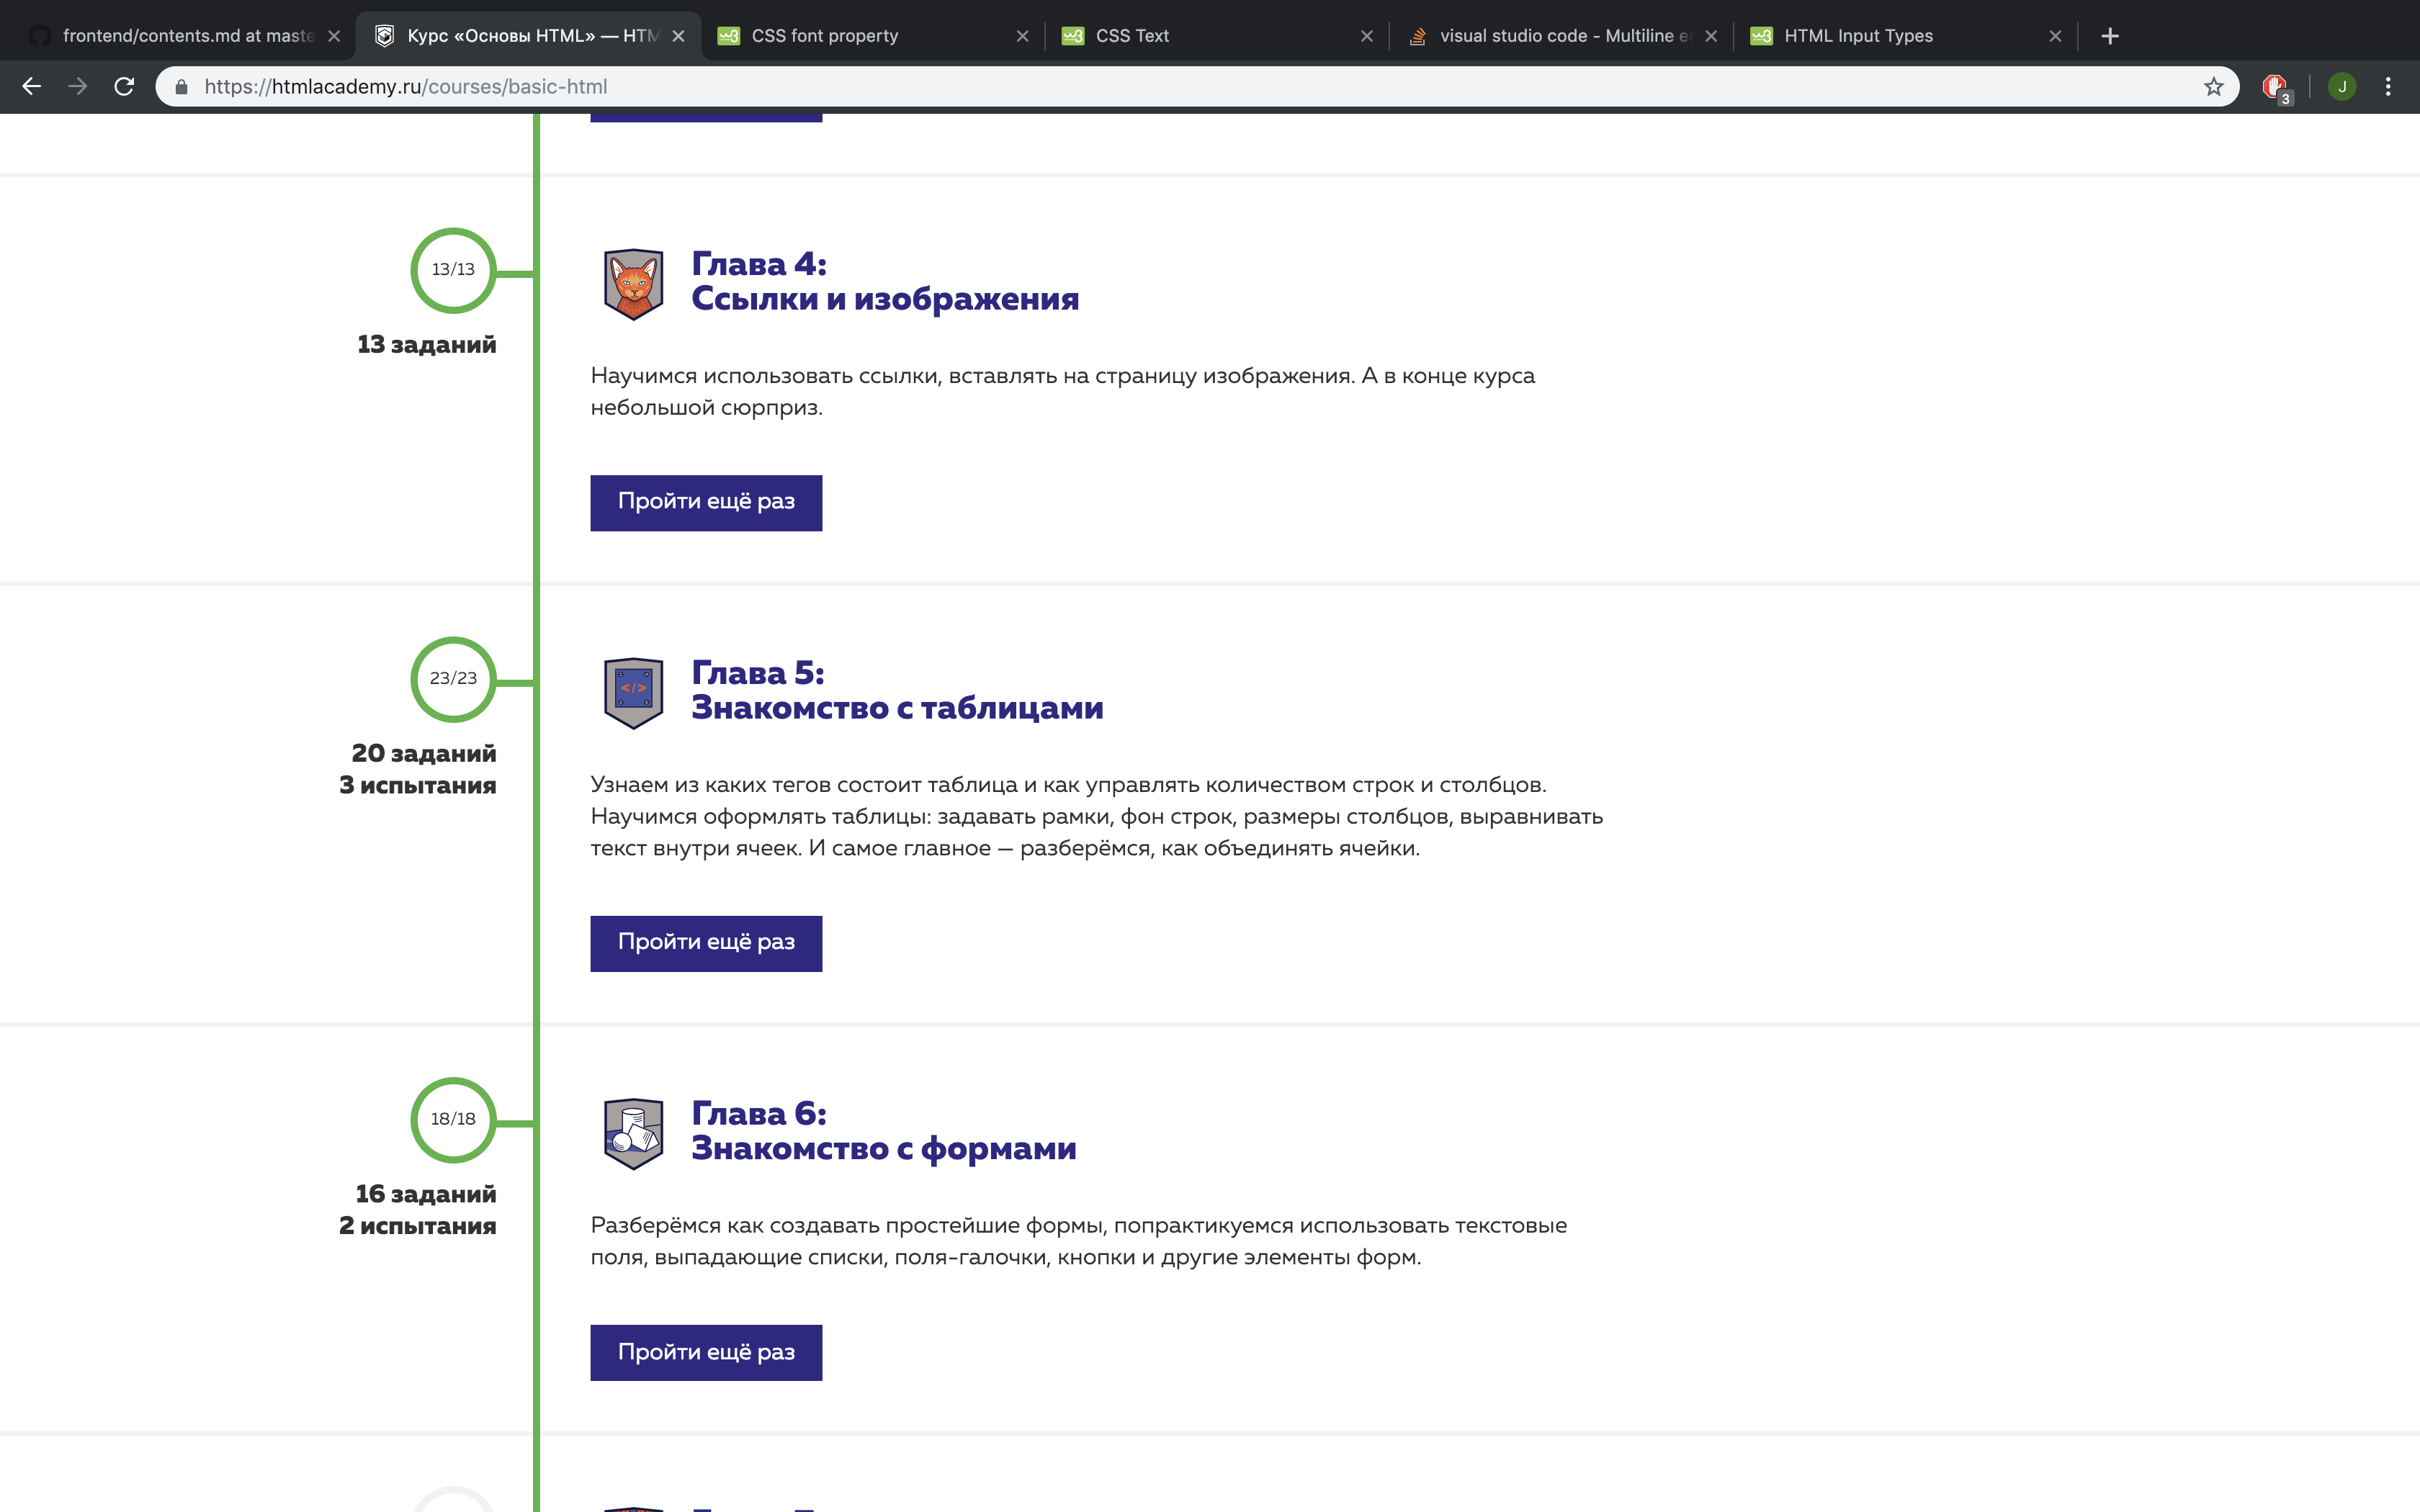 frontend/contents.md at maste
Курс «Основы HTML» — HTM
CSS font property
CSS Text
visual studio code - Multiline e
HTML Input Types
https://htmlacademy.ru/courses/basic-html
3
J
13/13
13 заданий
Глава 4:
Ссылки и изображения
Научимся использовать ссылки, вставлять на страницу изображения. А в конце курса
небольшой сюрприз.
Пройти ещё раз
23/23
20 заданий
3 испытания
</>
Глава 5:
Знакомство с таблицами
Узнаем из каких тегов состоит таблица и как управлять количеством строк и столбцов.
Научимся оформлять таблицы: задавать рамки, фон строк, размеры столбцов, выравнивать
текст внутри ячеек. И самое главное — разберёмся, как объединять ячейки.
Пройти ещё раз
18/18
16 заданий
2 испытания
Глава 6:
Знакомство с формами
Разберёмся как создавать простейшие формы, попрактикуемся использовать текстовые
поля, выпадающие списки, поля-галочки, кнопки и другие элементы форм.
Пройти ещё раз